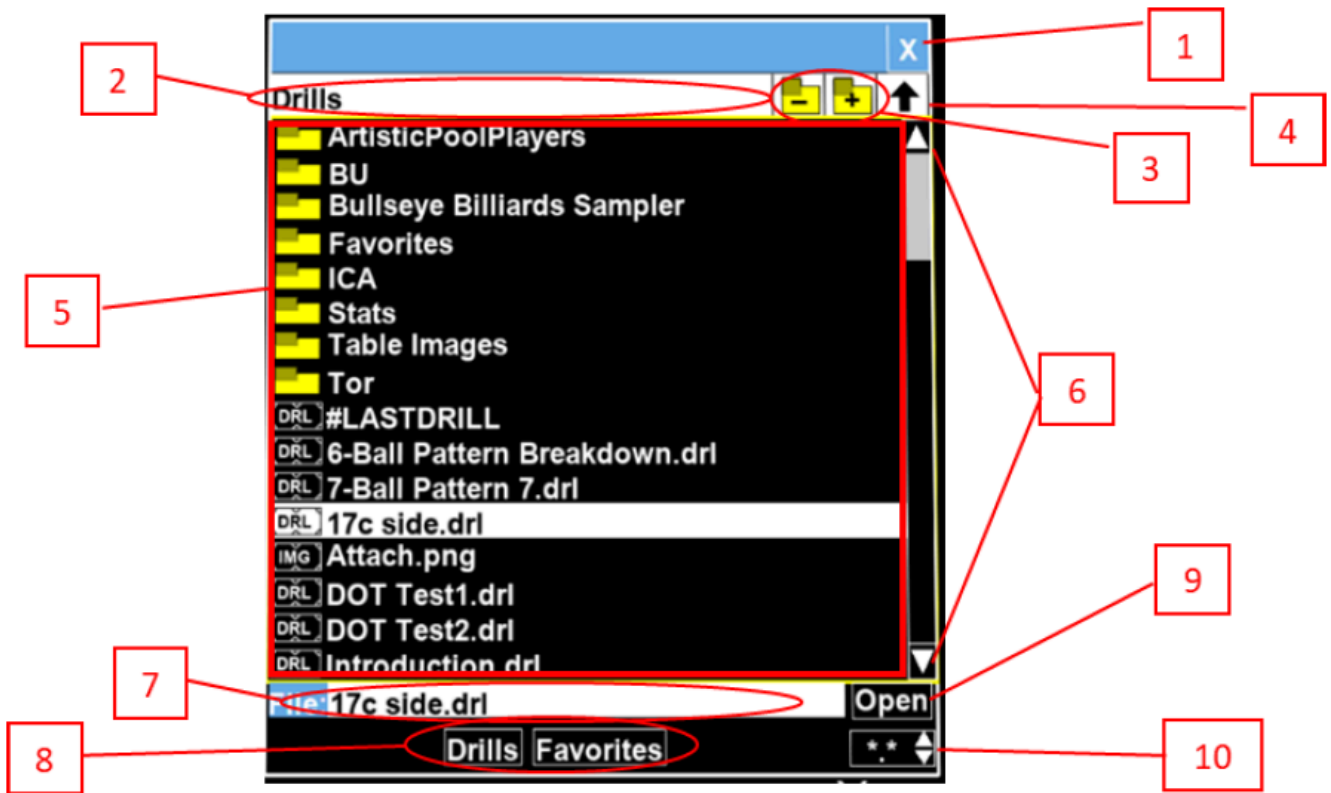 X
1
2
Drills
- +
4
3
ArtisticPoolPlayers
BU
Bullseye Billiards Sampler
Favorites
5
ICA
Stats
Table Images
Tor
6
DRL #LASTDRILL
DRL 6-Ball Pattern Breakdown.drl
DRL 7-Ball Pattern 7.drl
DRL 17c side.drl
IMG Attach.png
DRL DOT Test1.drl
9
DRL DOT Test2.drl
DRL Introduction.drl
7
File: 17c side.drl
Open
8
Drills Favorites
*.*
10